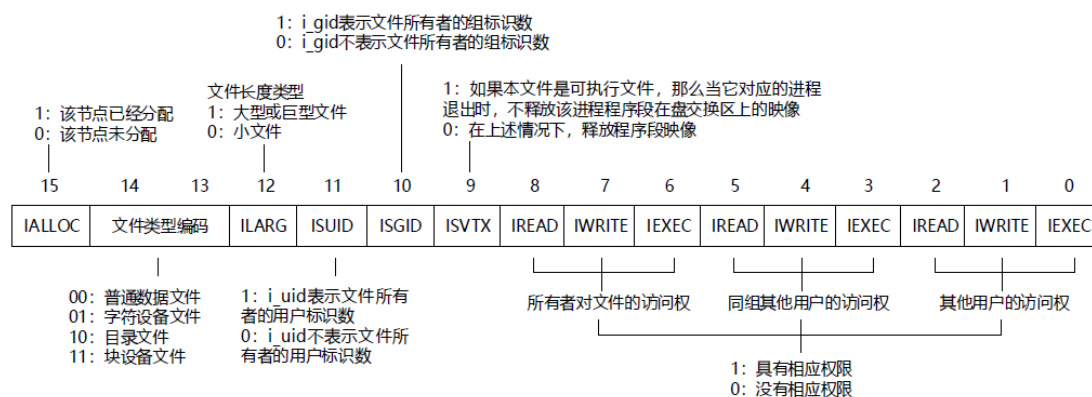 1：i_gid表示文件所有者的组标识数
0：i_gid不表示文件所有者的组标识数
文件长度类型
1：大型或巨型文件
0：小文件
1：该节点已经分配
0：该节点未分配
1：如果本文件是可执行文件，那么当它对应的进程
退出时，不释放该进程程序段在盘交换区上的映像
0：在上述情况下，释放程序段映像
15 14 13 12 11 10 9 8 7 6 5 4 3 2 1 0
IALLOC 文件类型编码 ILARG ISUID ISGID ISVTX IREAD IWRITE IEXEC IREAD IWRITE IEXEC IREAD IWRITE IEXEC
00：普通数据文件
01：字符设备文件
10：目录文件
11：块设备文件
1：i_uid表示文件所有
者的用户标识数
0：i_uid不表示文件所
有者的用户标识数
所有者对文件的访问权
同组其他用户的访问权
其他用户的访问权
1：具有相应权限
0：没有相应权限